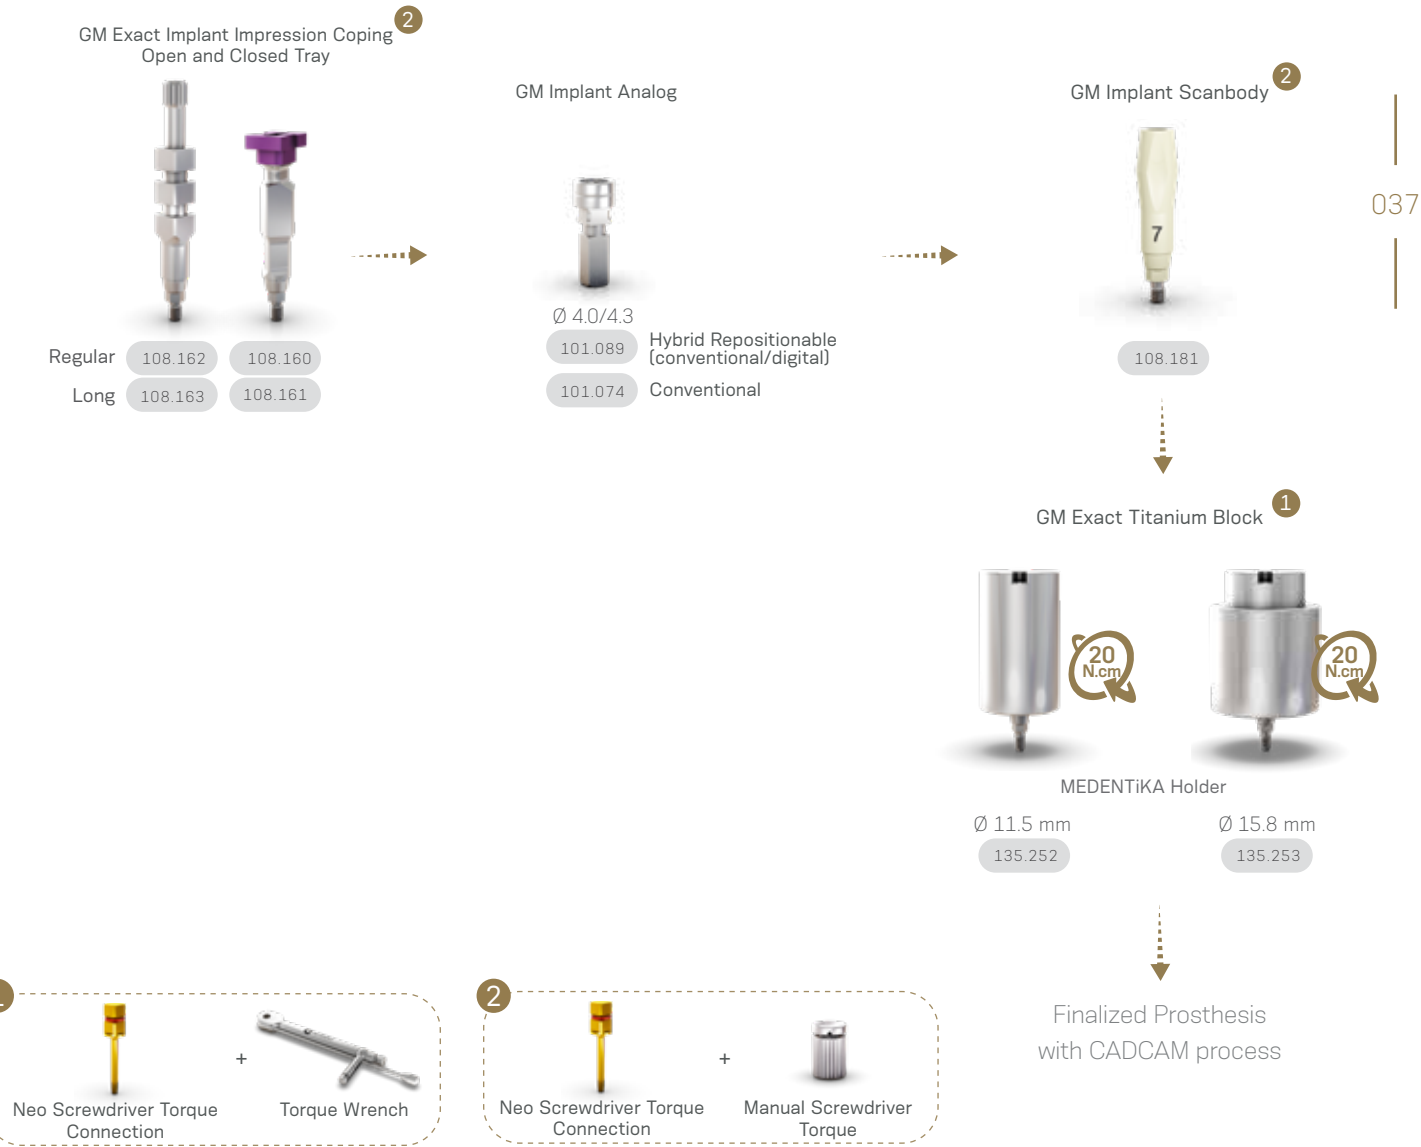 GM Exact Implant Impression Coping 2
Open and Closed Tray
GM Implant Analog
GM Implant Scanbody 2
037
7
Ø 4.0/4.3
Regular 108.162 108.160
Long 108.163 108.161
101.089 Hybrid Repositionable
(conventional/digital)
101.074 Conventional
108.181
GM Exact Titanium Block 1
20
N.cm
20
N.cm
MEDENTiKA Holder
Ø 11.5 mm
135.252
Ø 15.8 mm
135.253
Finalized Prosthesis
with CADCAM process
1
Neo Screwdriver Torque
Connection
+
Torque Wrench
2
Neo Screwdriver Torque
Connection
+
Manual Screwdriver
Torque